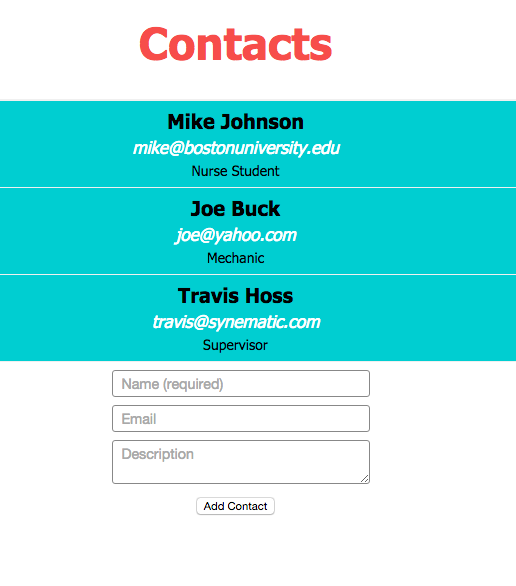 Contacts
Mike Johnson
mike@bostonuniversity.edu
Nurse Student
Joe Buck
joe@yahoo.com
Mechanic
Travis Hoss
travis@synematic.com
Supervisor
Name (required)
Email
Description
Add Contact